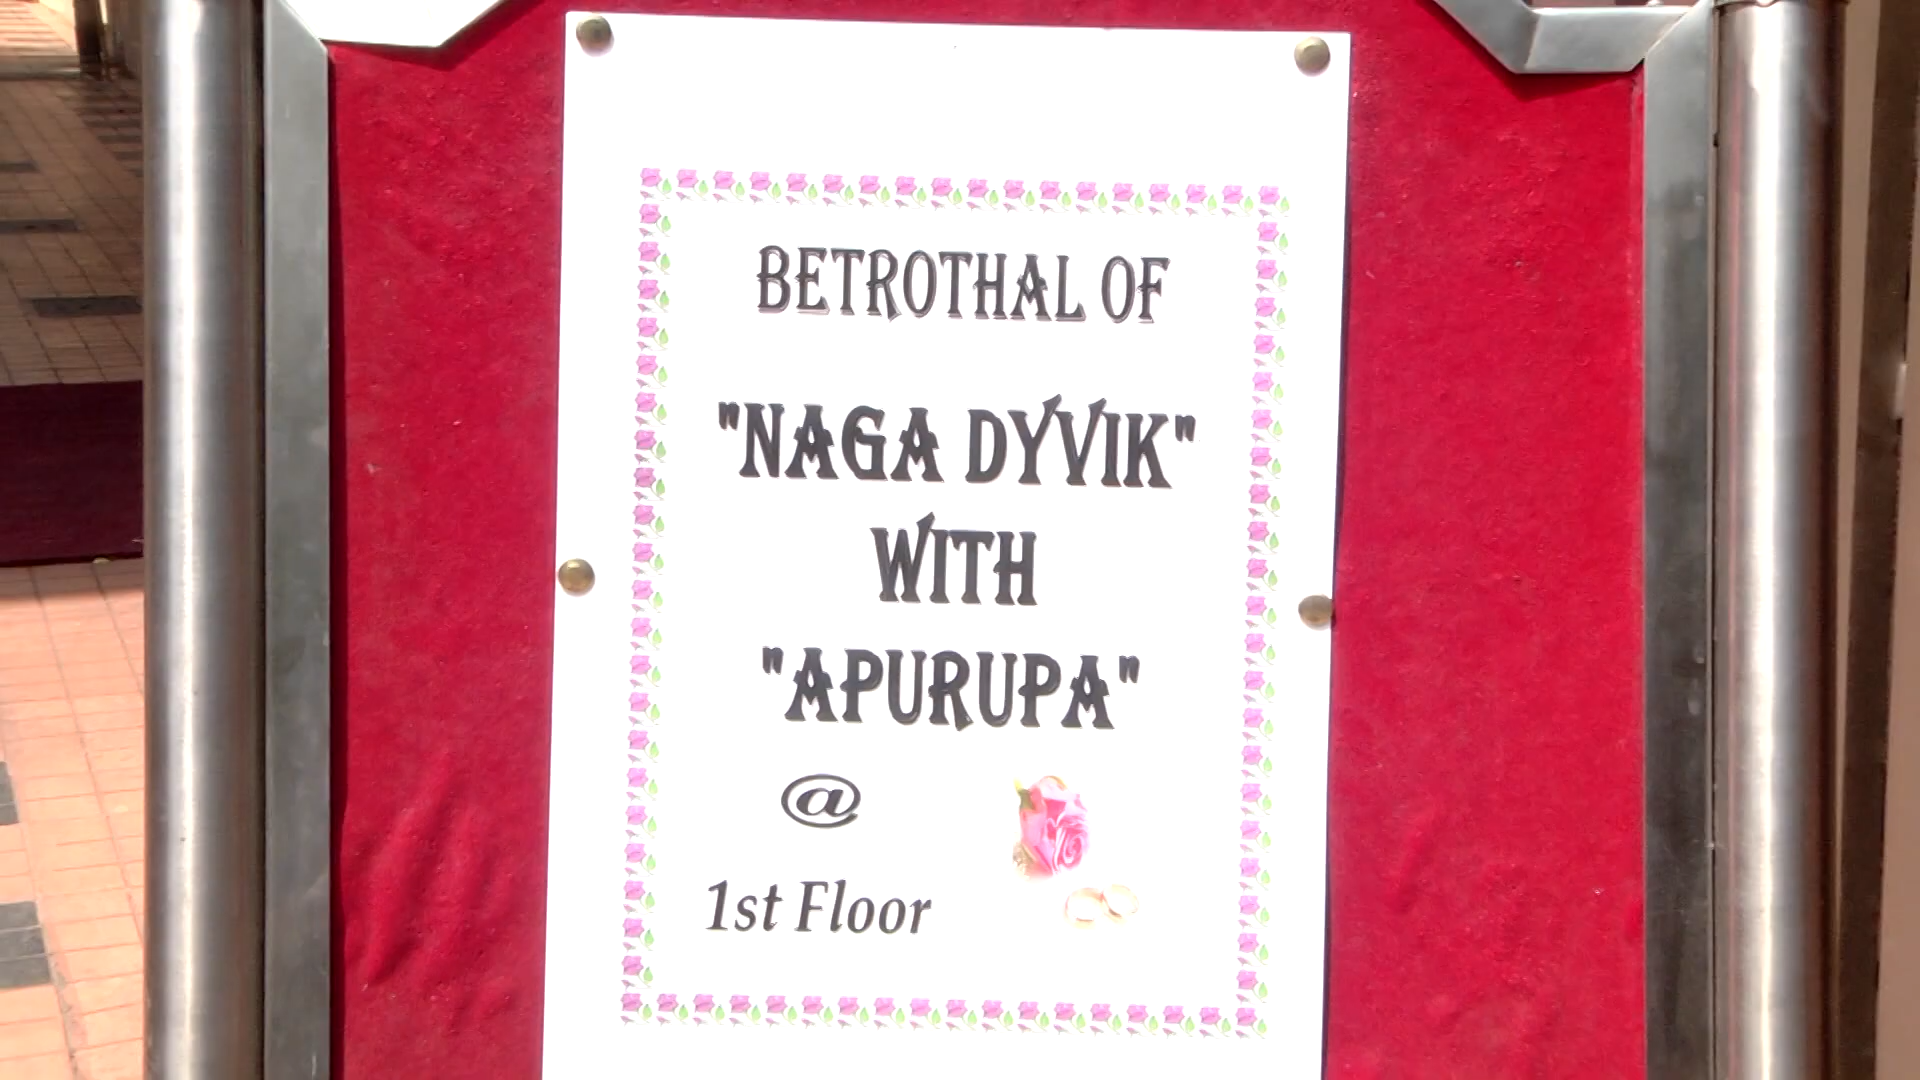 BETROTHAL OF
"NAGA DYVIK"
WITH
"APURUPA"
@
1st Floor